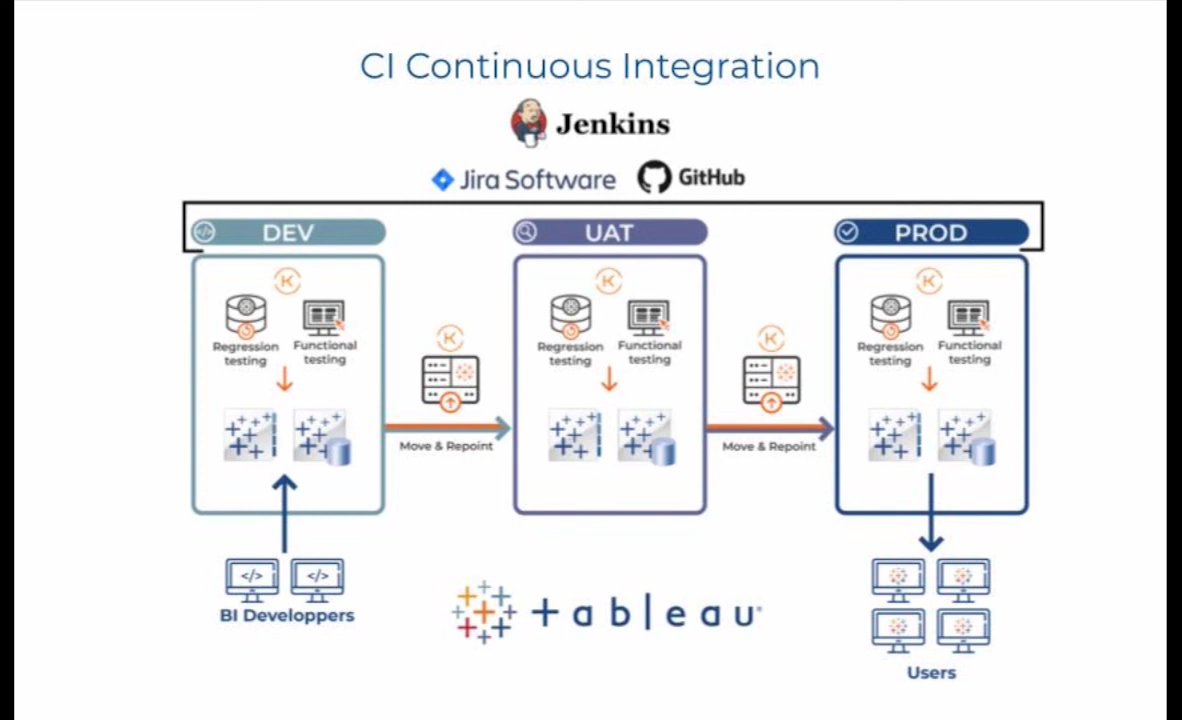 CI Continuous Integration
Jenkins
Jira Software GitHub
</> DEV UAT PROD
K K K
Regression testing
Functional testing
Regression testing
Functional testing
Regression testing
Functional testing
K K
Move & Repoint
Move & Repoint
</> </>
BI Developpers
+ableau
Users